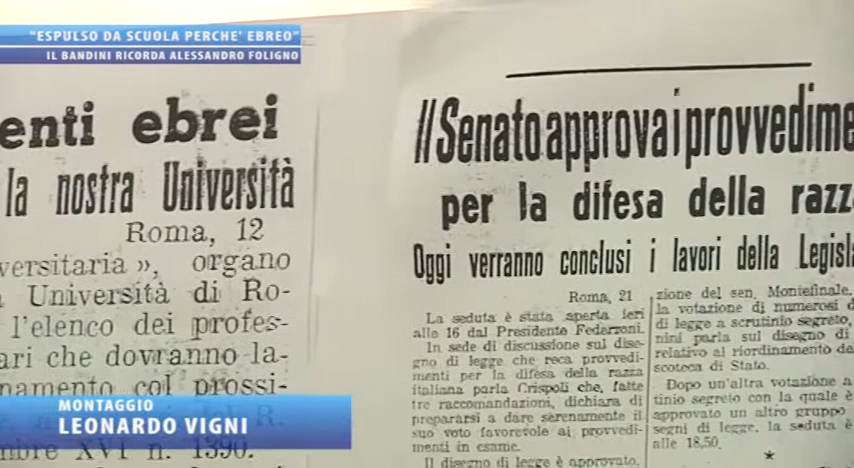 "ESPULSO DA SCUOLA PERCHE' EBREO"
IL BANDINI RICORDA ALESSANDRO FOLIGNO
enti ebrei
la nostra Università
Roma, 12
versitaria», organo
Università di Ro-
l'elenco dei profes-
ari che dovranno la-
namento col prossi-
R.
embre XVI n. 1390.
Il Senato approva i provvedime
per la difesa della razz
Oggi verranno conclusi i lavori della Legisla
Roma, 21
La seduta è stata aperta ieri
alle 16 dal Presidente Federzoni.
In sede di discussione sul dise-
gno di legge che reca provvedi-
menti per la difesa della razza
italiana parla Crispoli che, fatte
tre raccomandazioni, dichiara di
prepararsi a dare serenamente il
suo voto favorevole ai provvedi-
menti in esame.
Il disegno di legge è approvato.
zione del sen. Montefinale.
la votazione di numerosi d
di legge a scrutinio segreto,
nini parla sul disegno di
relativo al riordinamento de
scoteca di Stato.
Dopo un'altra votazione a
tinio segreto con la quale è
approvato un altro gruppo
segni di legge, la seduta è
alle 18,50.
*
MONTAGGIO
LEONARDO VIGNI